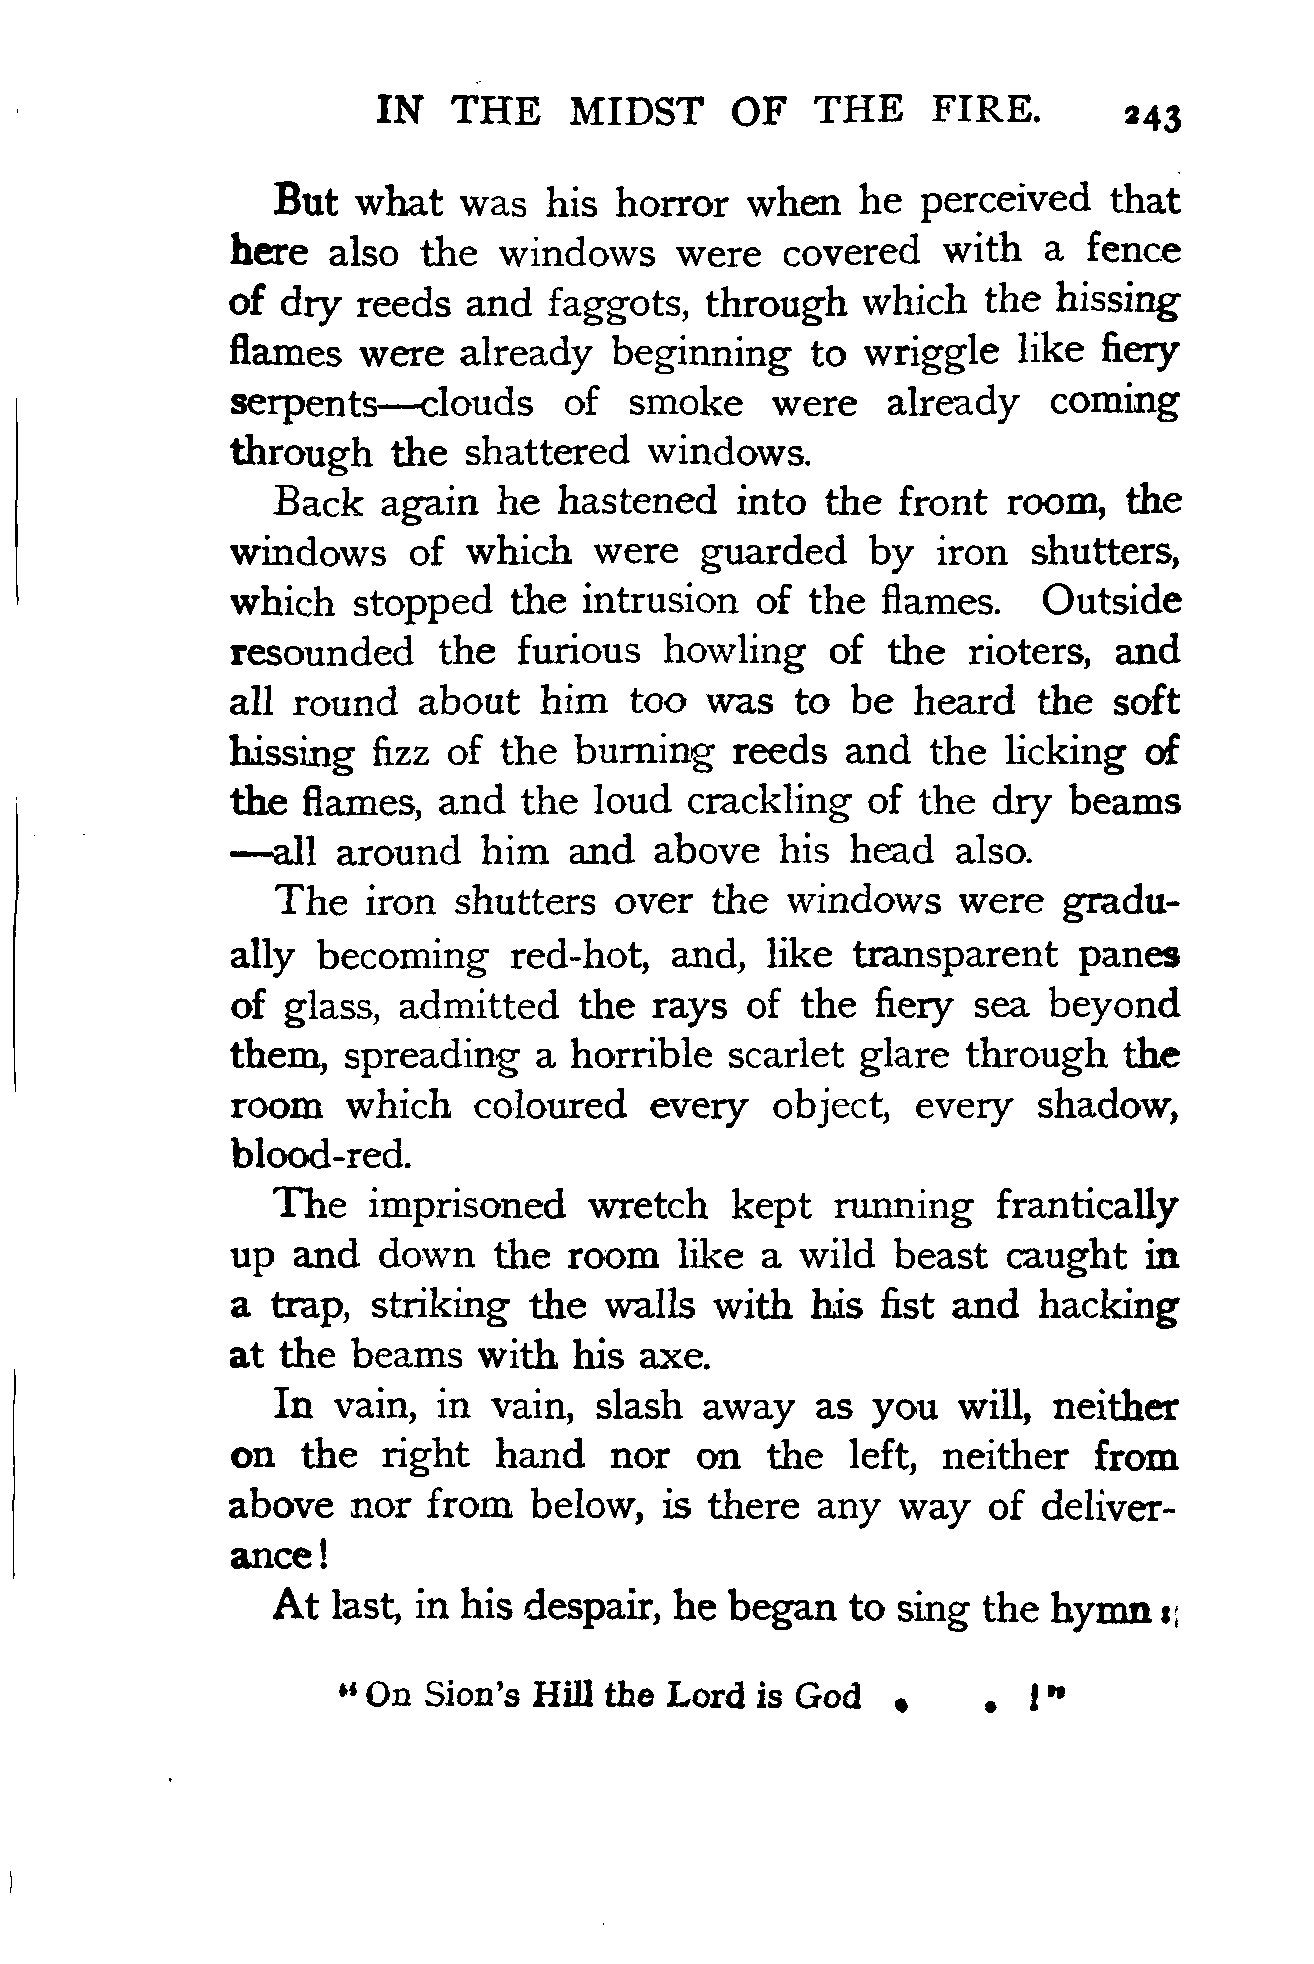 IN THE MIDST OF THE FIRE. 243
But what was his horror when he perceived that
here also the windows were covered with a fence
of dry reeds and faggots, through which the hissing
flames were already beginning to wriggle like fiery
serpents—clouds of smoke were already coming
through the shattered windows.
Back again he hastened into the front room, the
windows of which were guarded by iron shutters,
which stopped the intrusion of the flames. Outside
resounded the furious howling of the rioters, and
all round about him too was to be heard the soft
hissing fizz of the burning reeds and the licking of
the flames, and the loud crackling of the dry beams
—all around him and above his head also.
The iron shutters over the windows were gradu-
ally becoming red-hot, and, like transparent panes
of glass, admitted the rays of the fiery sea beyond
them, spreading a horrible scarlet glare through the
room which coloured every object, every shadow,
blood-red.
The imprisoned wretch kept running frantically
up and down the room like a wild beast caught in
a trap, striking the walls with his fist and hacking
at the beams with his axe.
In vain, in vain, slash away as you will, neither
on the right hand nor on the left, neither from
above nor from below, is there any way of deliver-
ance!
At last, in his despair, he began to sing the hymn:
"On Sion's Hill the Lord is God . . !"